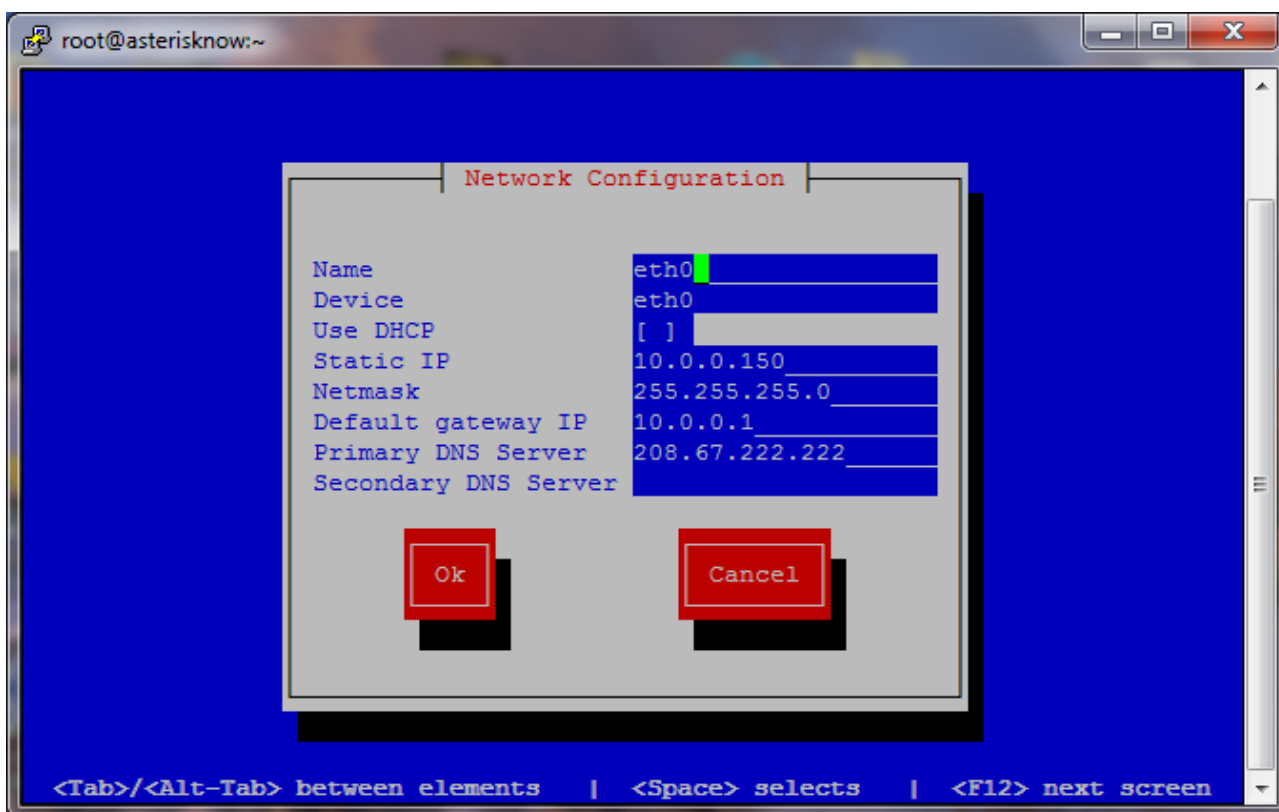 root@asterisknow:~
Network Configuration
Name eth0
Device eth0
Use DHCP [ ]
Static IP 10.0.0.150
Netmask 255.255.255.0
Default gateway IP 10.0.0.1
Primary DNS Server 208.67.222.222
Secondary DNS Server
Ok Cancel
<Tab>/<Alt-Tab> between elements | <Space> selects | <F12> next screen